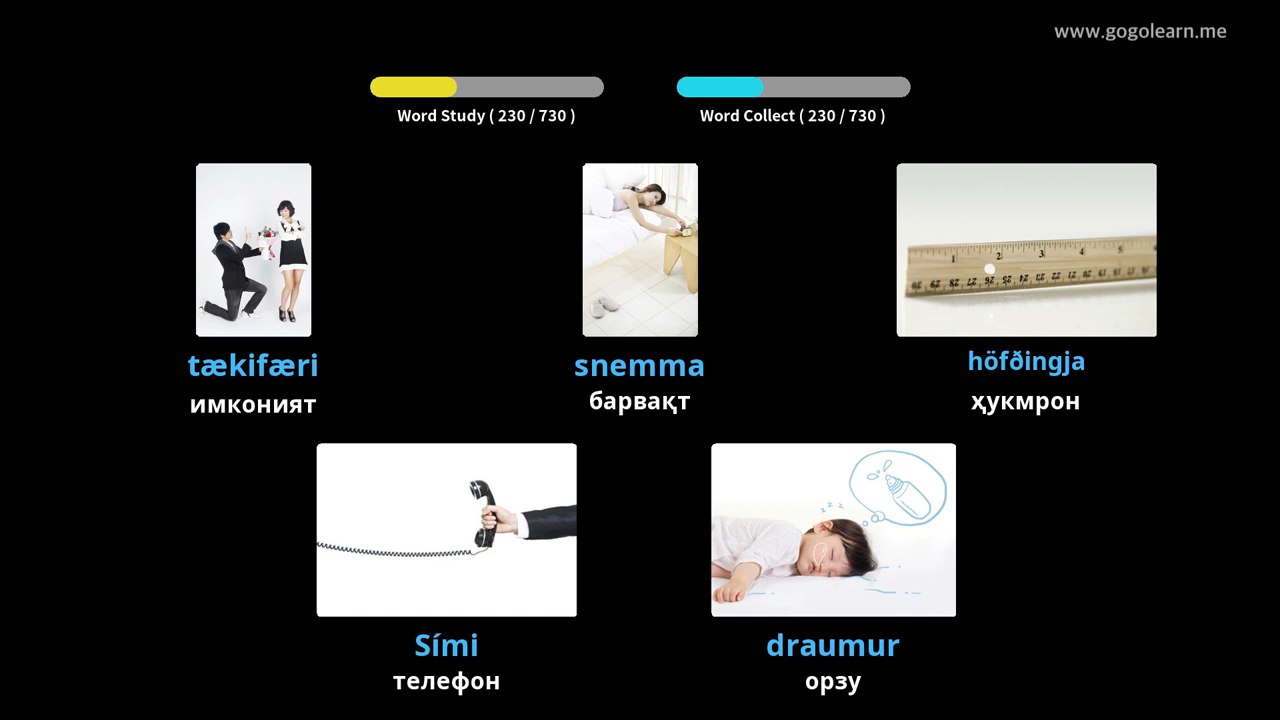 www.gogolearn.me
Word Study ( 230 / 730 )
Word Collect ( 230 / 730 )
tækifæri
имконият
snemma
барвақт
höfðingja
ҳукмрон
Sími
телефон
draumur
орзу